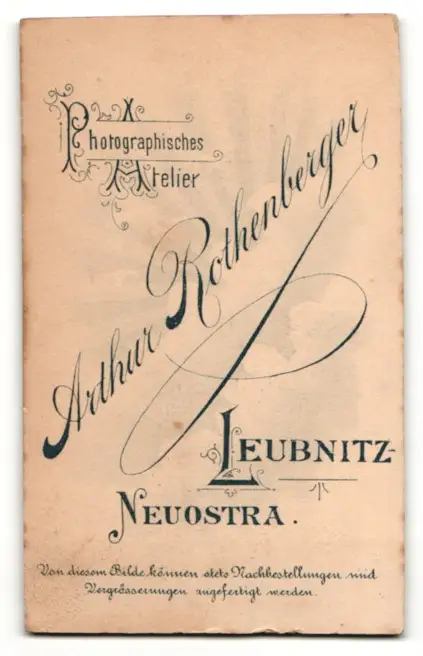 Photographisches
Atelier
Arthur Rothenberger
LEUBNITZ-
NEUOSTRA.
Von diesem Bilde können stets Nachbestellungen und
Vergrösserungen angefertigt werden.